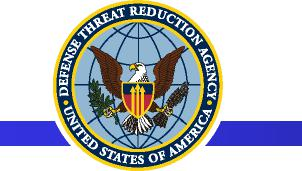 DEFENSE THREAT REDUCTION AGENCY
UNITED STATES OF AMERICA